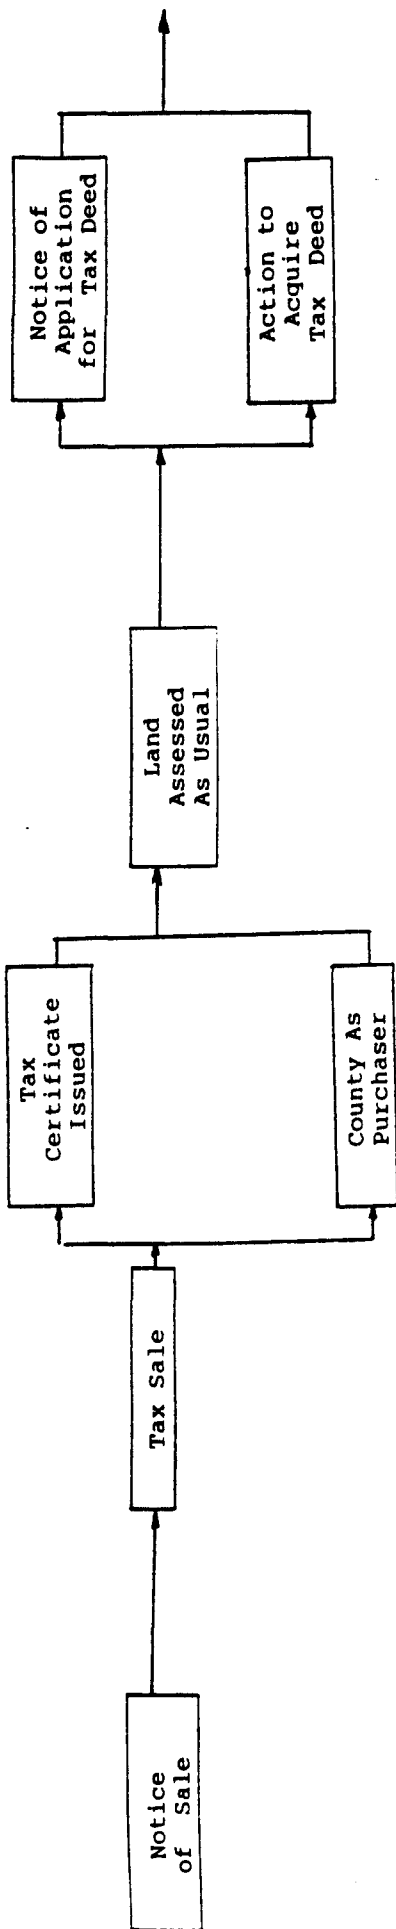 Notice
of Sale
Tax Sale
Tax
Certificate
Issued
County As
Purchaser
Land
Assessed
As Usual
Notice of
Application
for Tax Deed
Action to
Acquire
Tax Deed